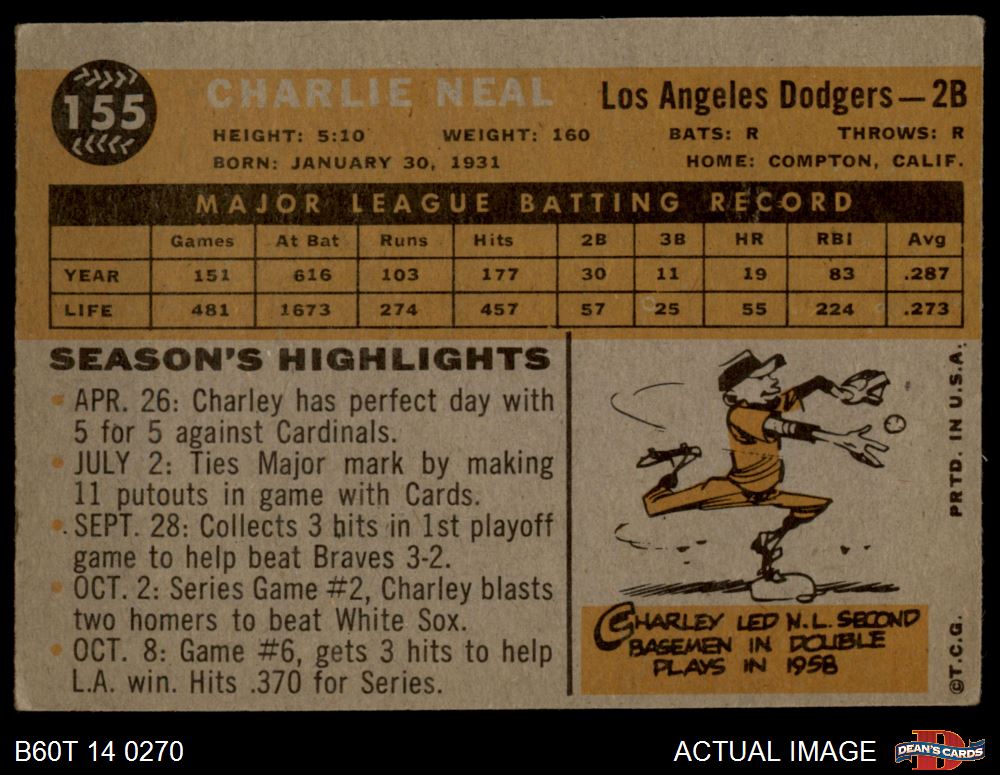 155
CHARLIE NEAL
Los Angeles Dodgers—2B
HEIGHT: 5:10 WEIGHT: 160 BATS: R THROWS: R
BORN: JANUARY 30, 1931 HOME: COMPTON, CALIF.
MAJOR LEAGUE BATTING RECORD
Games At Bat Runs Hits 2B 3B HR RBI Avg
YEAR 151 616 103 177 30 11 19 83 .287
LIFE 481 1673 274 457 57 25 55 224 .273
SEASON'S HIGHLIGHTS
• APR. 26: Charley has perfect day with
5 for 5 against Cardinals.
• JULY 2: Ties Major mark by making
11 putouts in game with Cards.
• SEPT. 28: Collects 3 hits in 1st playoff
game to help beat Braves 3-2.
• OCT. 2: Series Game #2, Charley blasts
two homers to beat White Sox.
• OCT. 8: Game #6, gets 3 hits to help
L.A. win. Hits .370 for Series.
CHARLEY LED N.L. SECOND
BASEMEN IN DOUBLE
PLAYS IN 1958
PRTD. IN U.S.A.
©T.C.G.
B60T 14 0270
ACTUAL IMAGE
DEAN'S CARDS